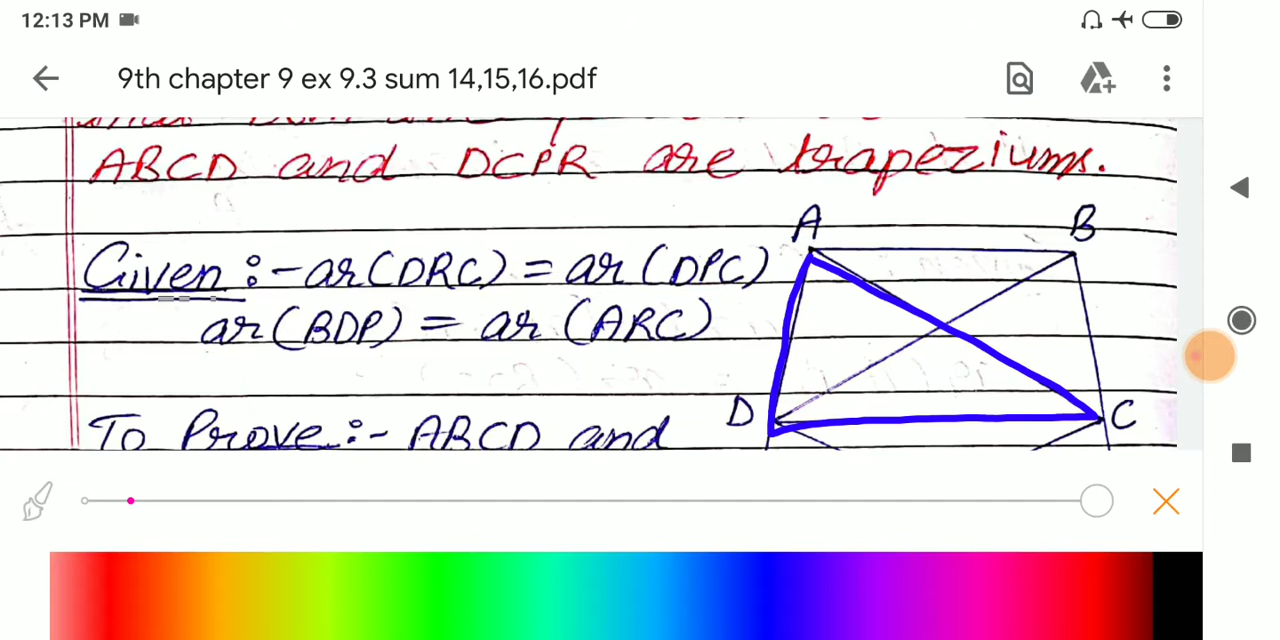 12:13 PM
9th chapter 9 ex 9.3 sum 14,15,16.pdf
ABCD and DCPR are trapeziums.
Given :- ar(DRC) = ar(DPC)
ar(BDP) = ar(ARC)
To Prove:- ABCD and
A
B
D
C